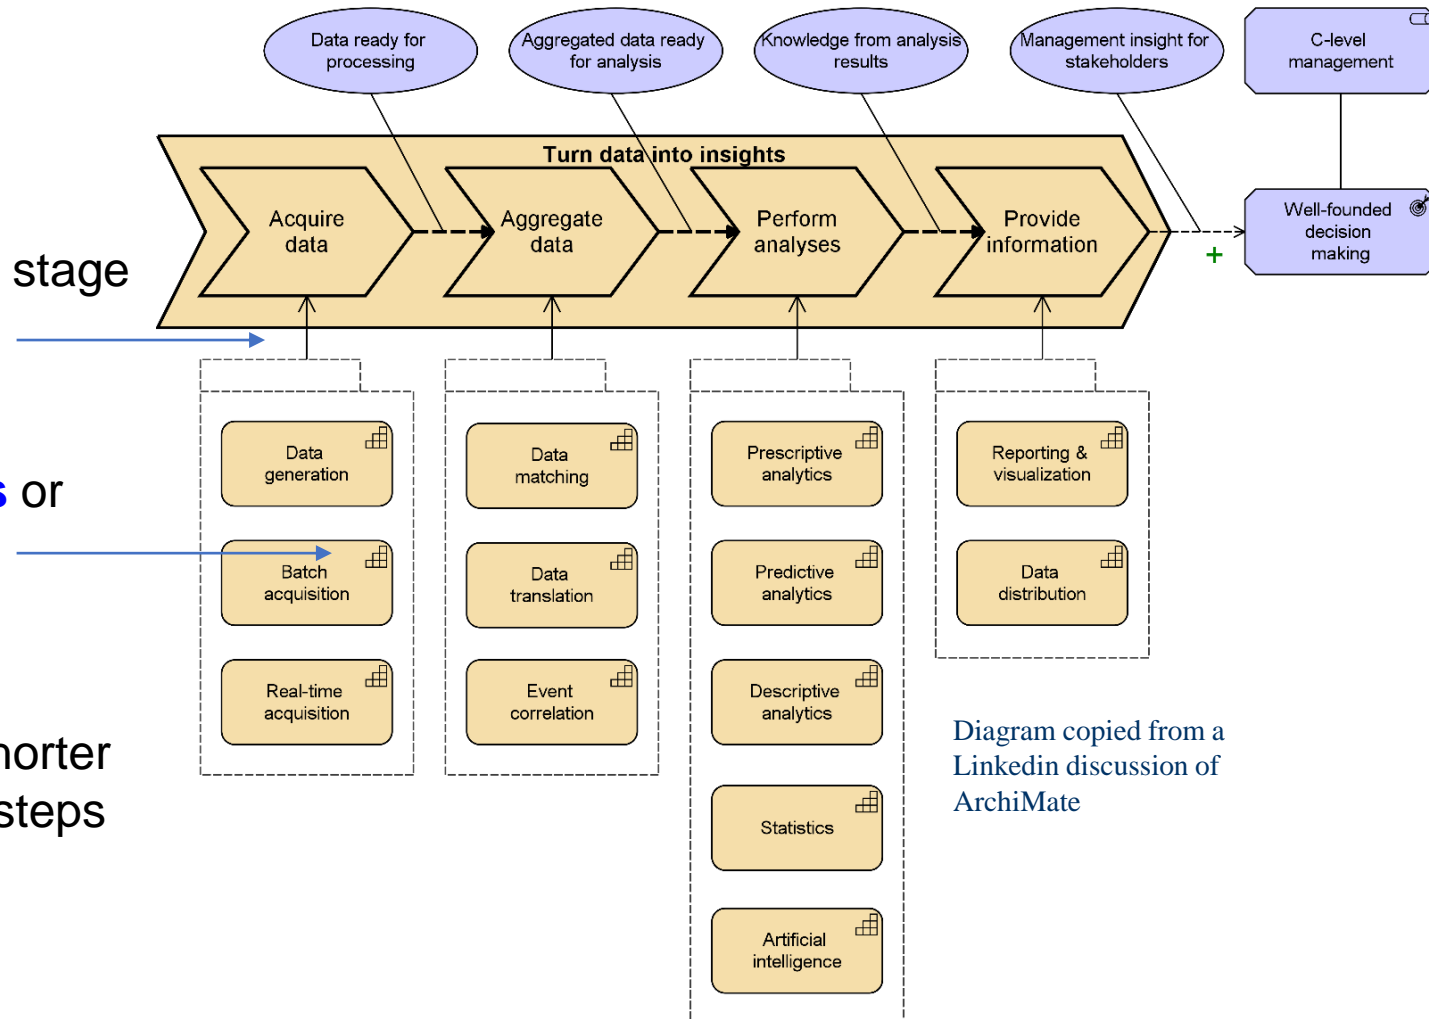 Data ready for
processing
Aggregated data ready
for analysis
Knowledge from analysis
results
Management insight for
stakeholders
C-level
management
Turn data into insights
Acquire
data
Aggregate
data
Perform
analyses
Provide
information
Well-founded
decision
making
+
stage
s or
horter
steps
Data
generation
Batch
acquisition
Real-time
acquisition
Data
matching
Data
translation
Event
correlation
Prescriptive
analytics
Predictive
analytics
Descriptive
analytics
Statistics
Artificial
intelligence
Reporting &
visualization
Data
distribution
Diagram copied from a
Linkedin discussion of
ArchiMate